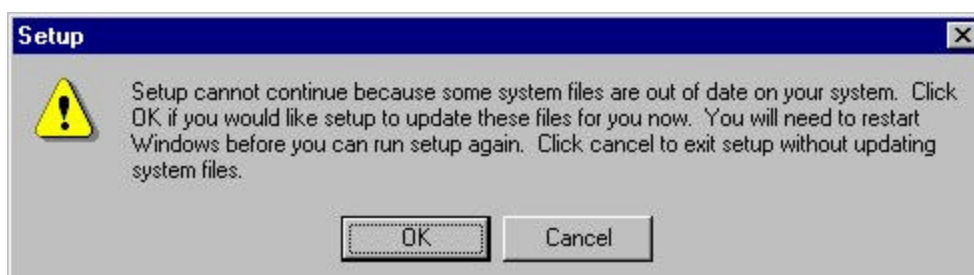 Setup
Setup cannot continue because some system files are out of date on your system.  Click
OK if you would like setup to update these files for you now.  You will need to restart
Windows before you can run setup again.  Click cancel to exit setup without updating
system files.
OK
Cancel